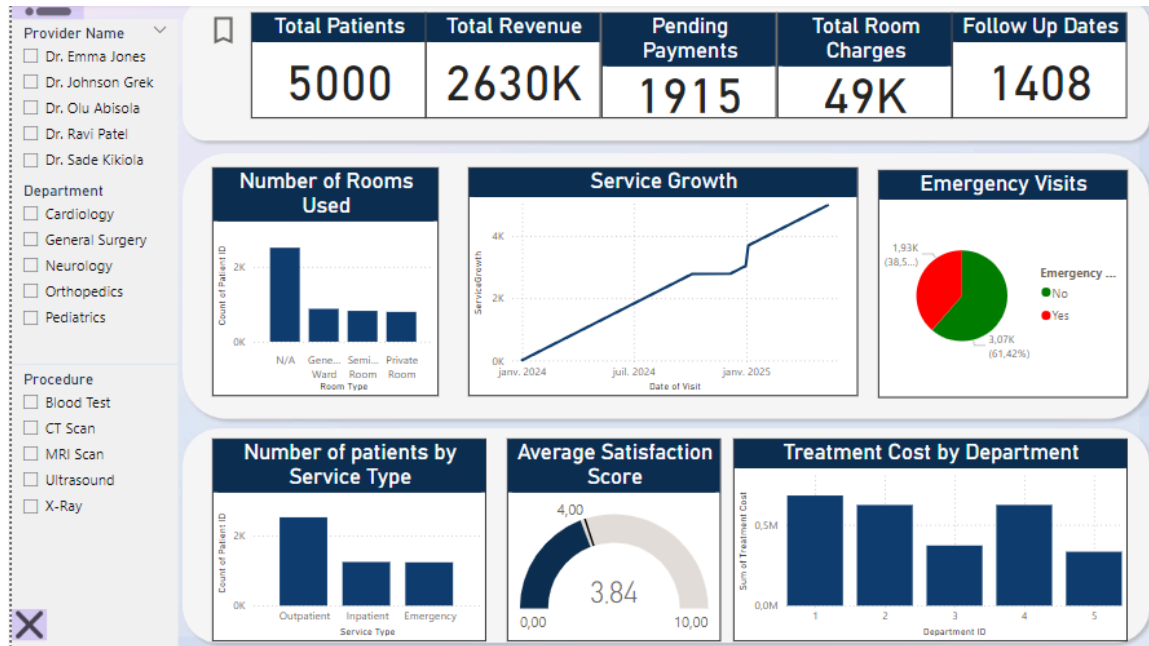 Provider Name
Dr. Emma Jones
Dr. Johnson Grek
Dr. Olu Abisola
Dr. Ravi Patel
Dr. Sade Kikiola
Department
Cardiology
General Surgery
Neurology
Orthopedics
Pediatrics
Procedure
Blood Test
CT Scan
MRI Scan
Ultrasound
X-Ray
Total Patients
5000
Total Revenue
2630K
Pending
Payments
1915
Total Room
Charges
49K
Follow Up Dates
1408
Number of Rooms
Used
Count of Patient ID
2K
0K
N/A
Gene...
Ward
Semi...
Room
Private
Room
Room Type
Service Growth
ServiceGrowth
4K
2K
0K
janv. 2024
juil. 2024
janv. 2025
Date of Visit
Emergency Visits
1,93K
(38,5...)
3,07K
(61,42%)
Emergency ...
No
Yes
Number of patients by
Service Type
Count of Patient ID
2K
0K
Outpatient
Inpatient
Emergency
Service Type
Average Satisfaction
Score
4,00
3,84
0,00
10,00
Treatment Cost by Department
Sum of Treatment Cost
0,5M
0,0M
1
2
3
4
5
Department ID